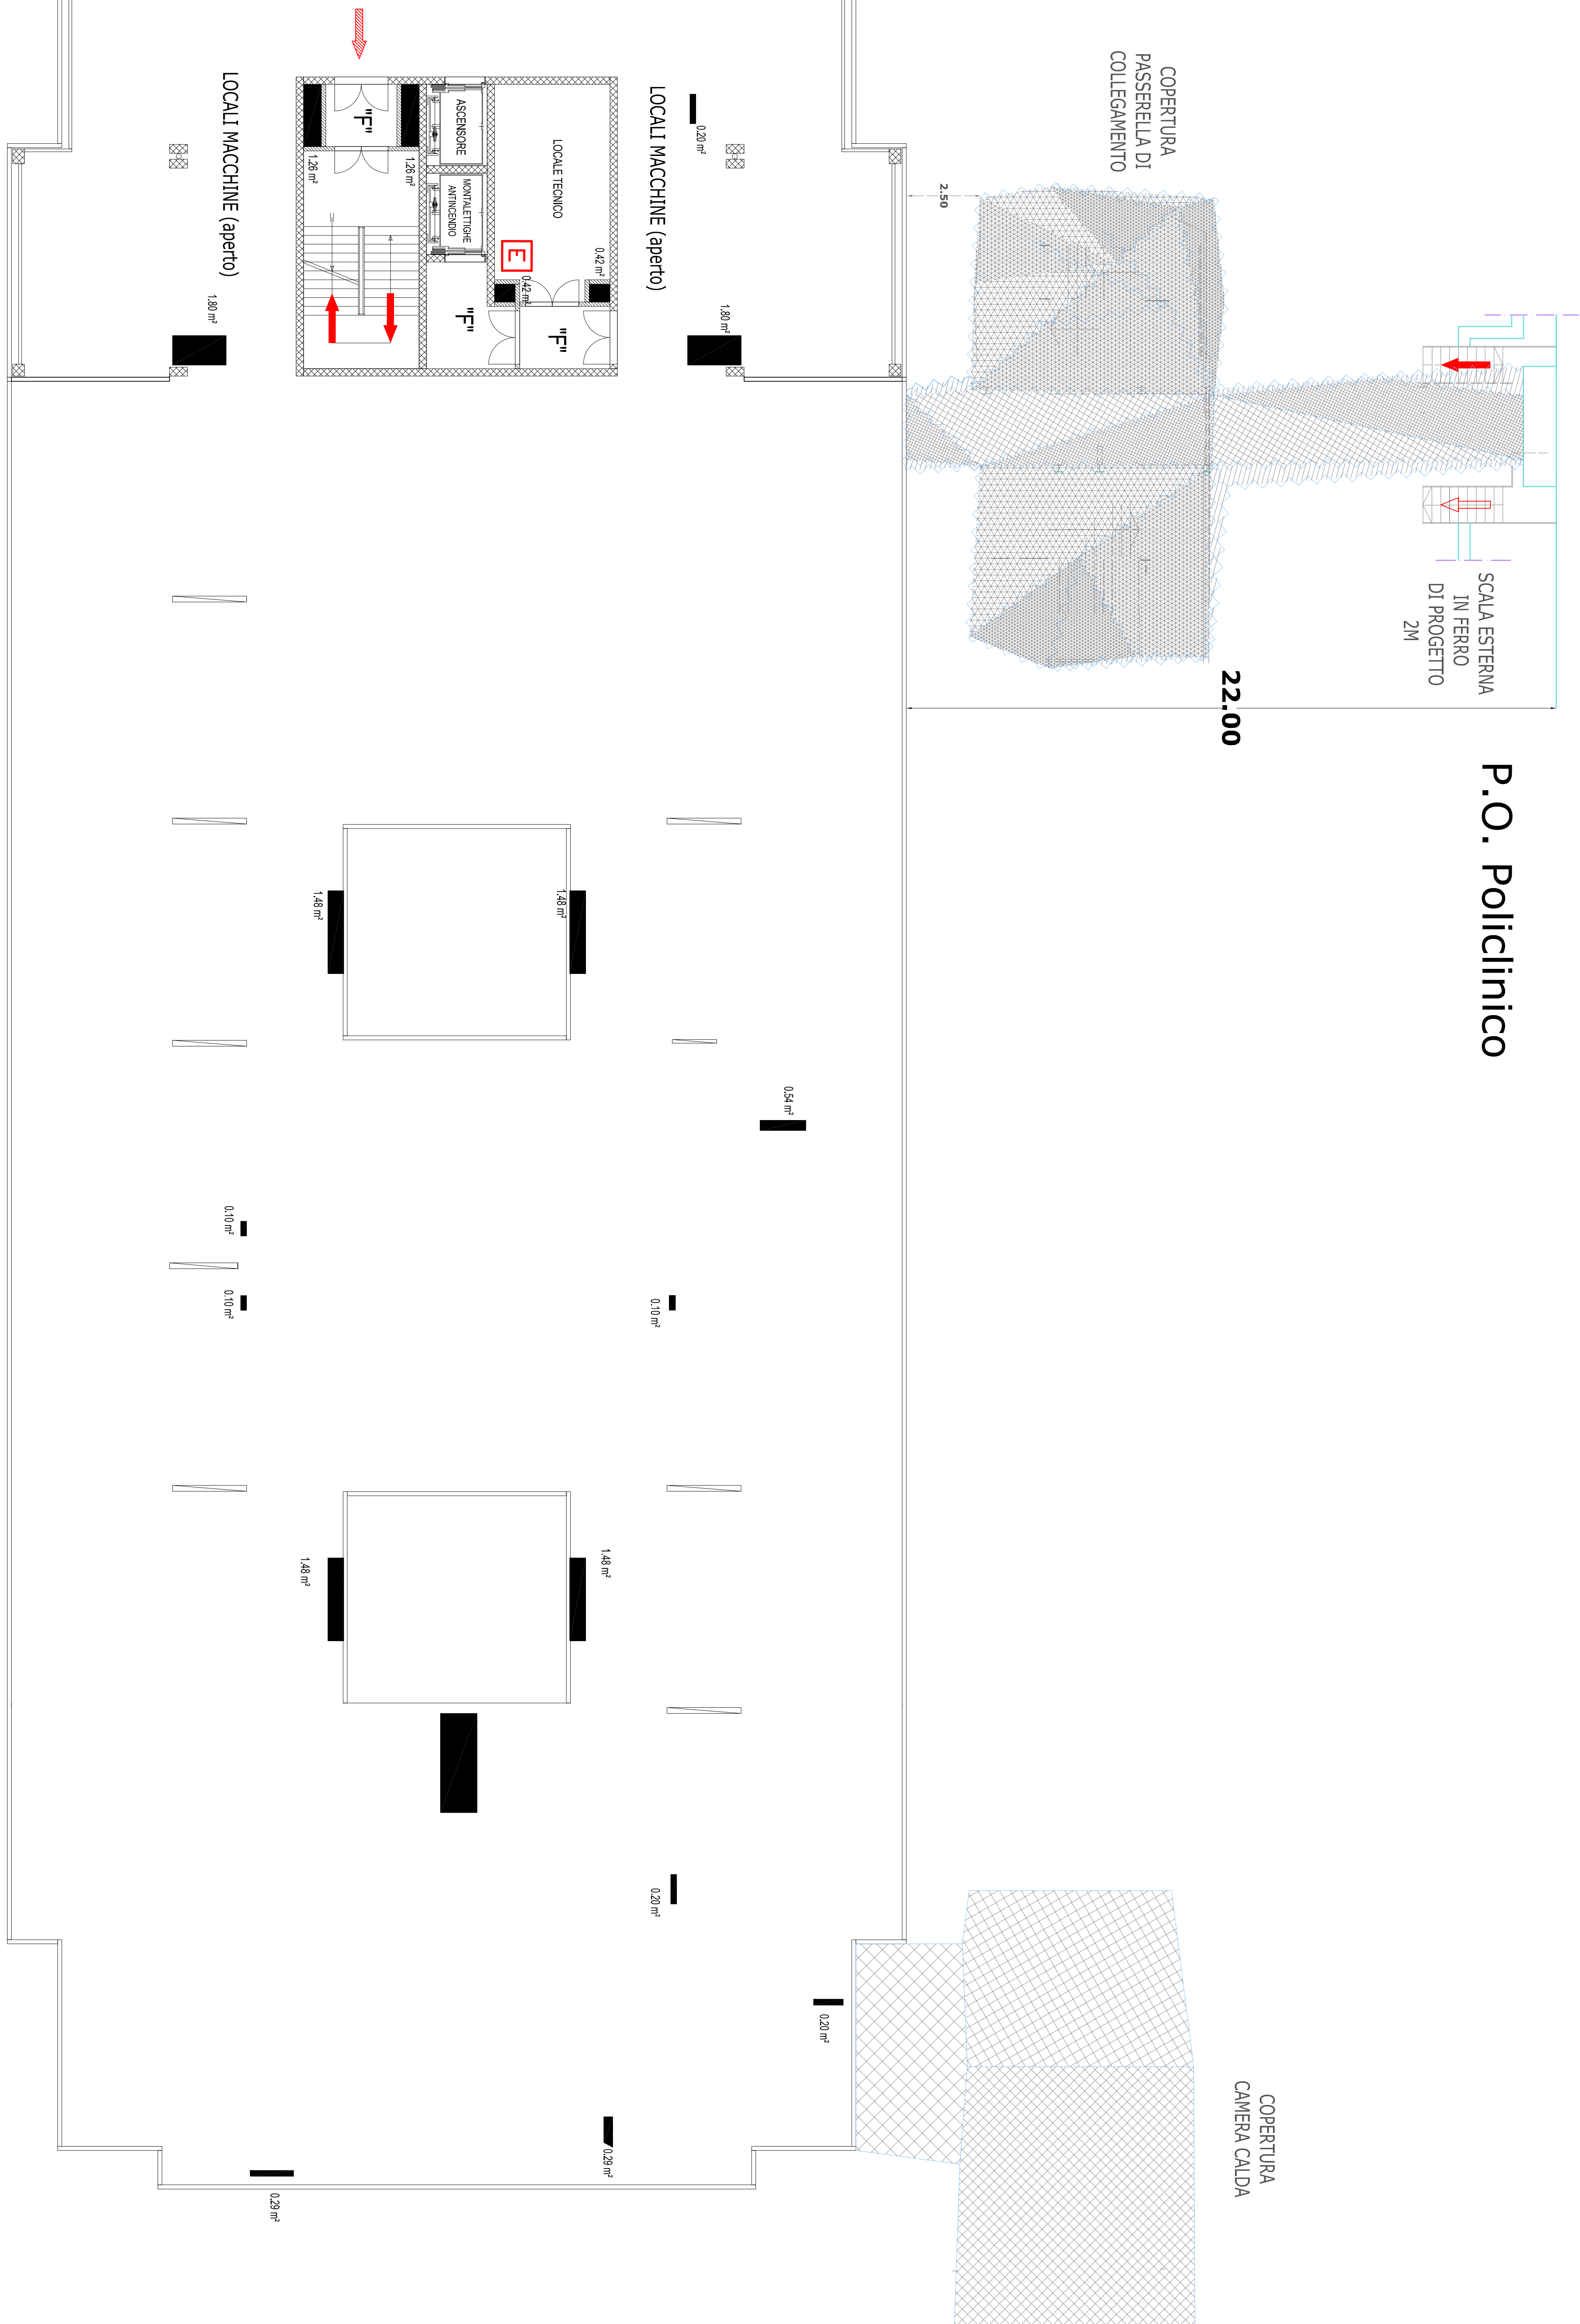 P.O. Policlinico
SCALA ESTERNA
IN FERRO
DI PROGETTO
2M
22.00
COPERTURA
PASSERELLA DI
COLLEGAMENTO
2.50
COPERTURA
CAMERA CALDA
0.20 m²
LOCALI MACCHINE (aperto)
1.80 m²
LOCALE TECNICO
0.42 m²
0.42 m²
E
"F"
"F"
ASCENSORE
MONTALETTIGHE
ANTINCENDIO
"F"
1.26 m²
1.26 m²
LOCALI MACCHINE (aperto)
1.80 m²
1.48 m²
1.48 m²
0.54 m²
0.10 m²
0.10 m²
0.10 m²
1.48 m²
1.48 m²
0.20 m²
0.20 m²
0.29 m²
0.29 m²